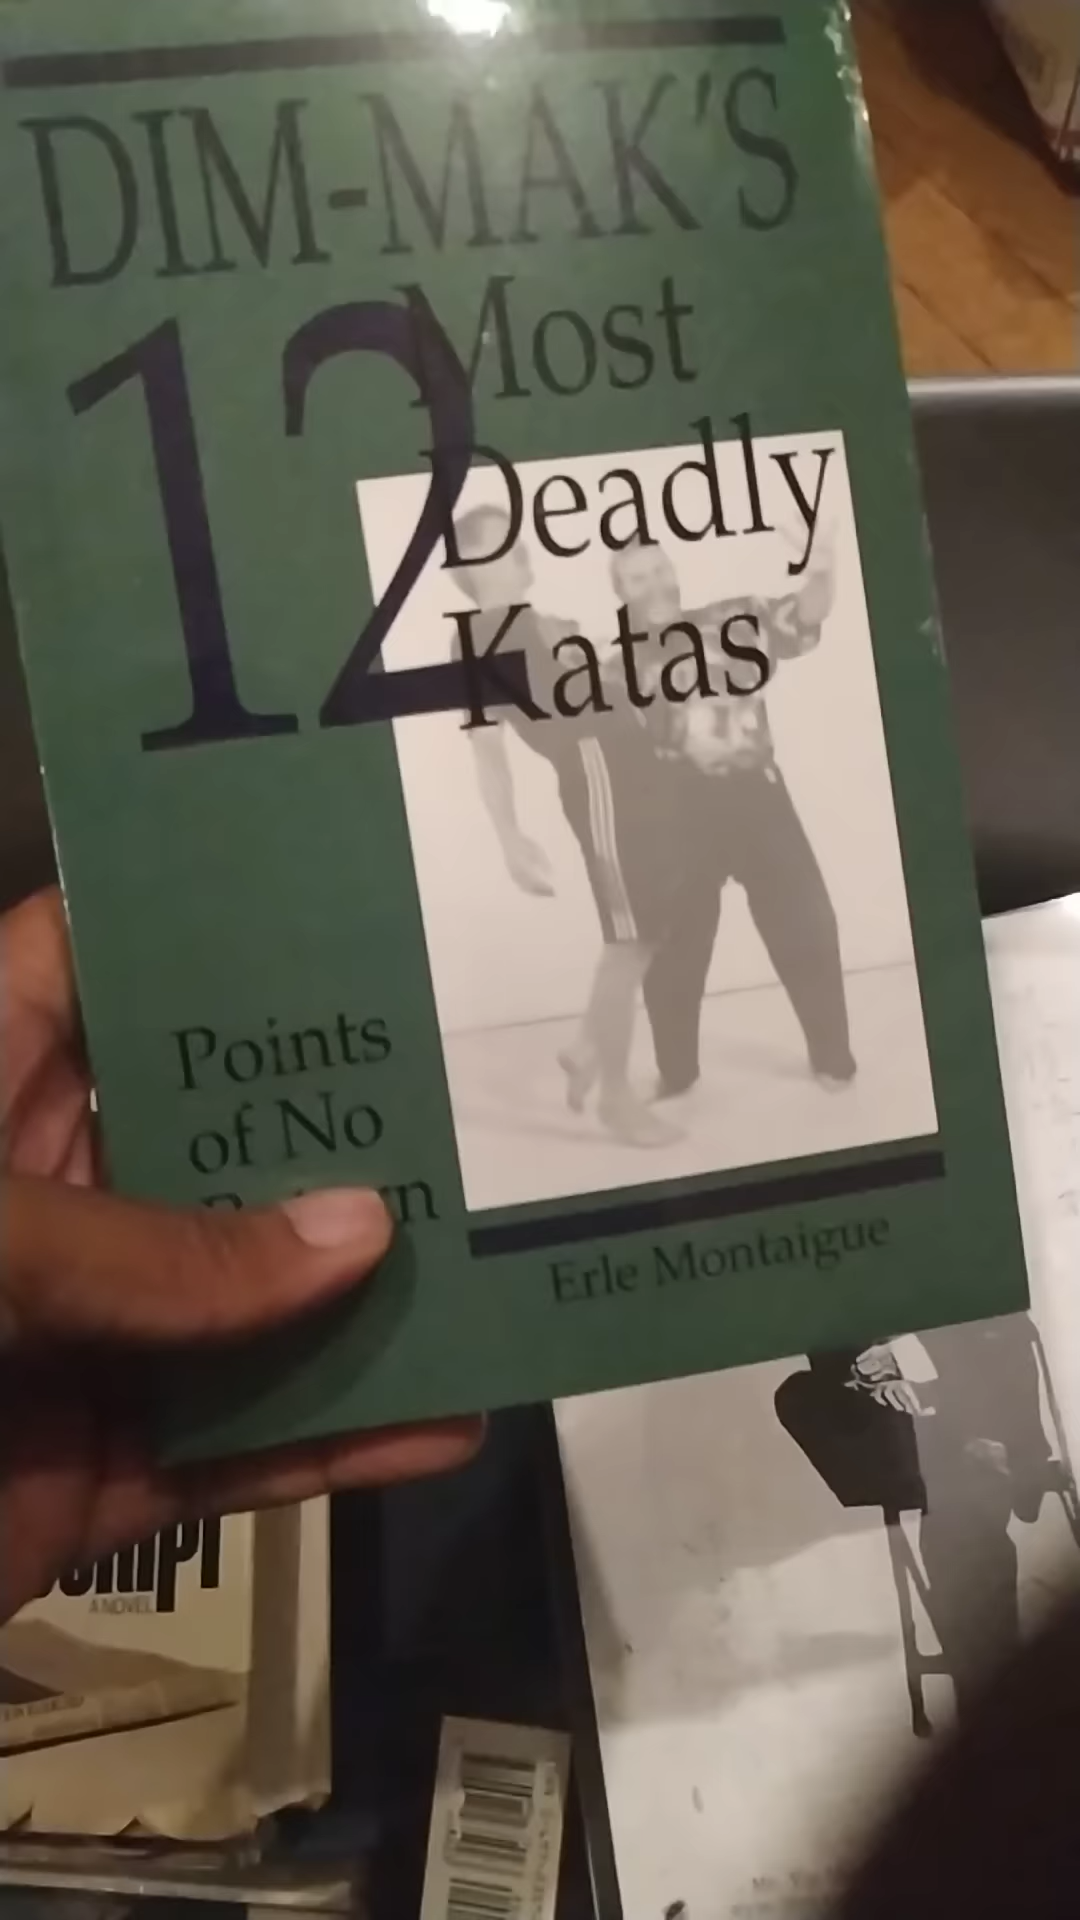 DIM-MAK'S
12 Most
Deadly
Katas
Points
of No
Erle Montaigue
A NOVEL